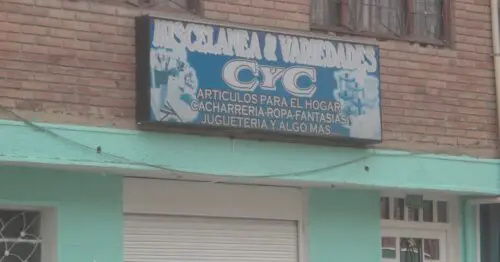 MISCELANEA & VARIEDADES
CYC
ARTICULOS PARA EL HOGAR
CACHARRERIA-ROPA-FANTASIAS
JUGUETERIA Y ALGO MAS...